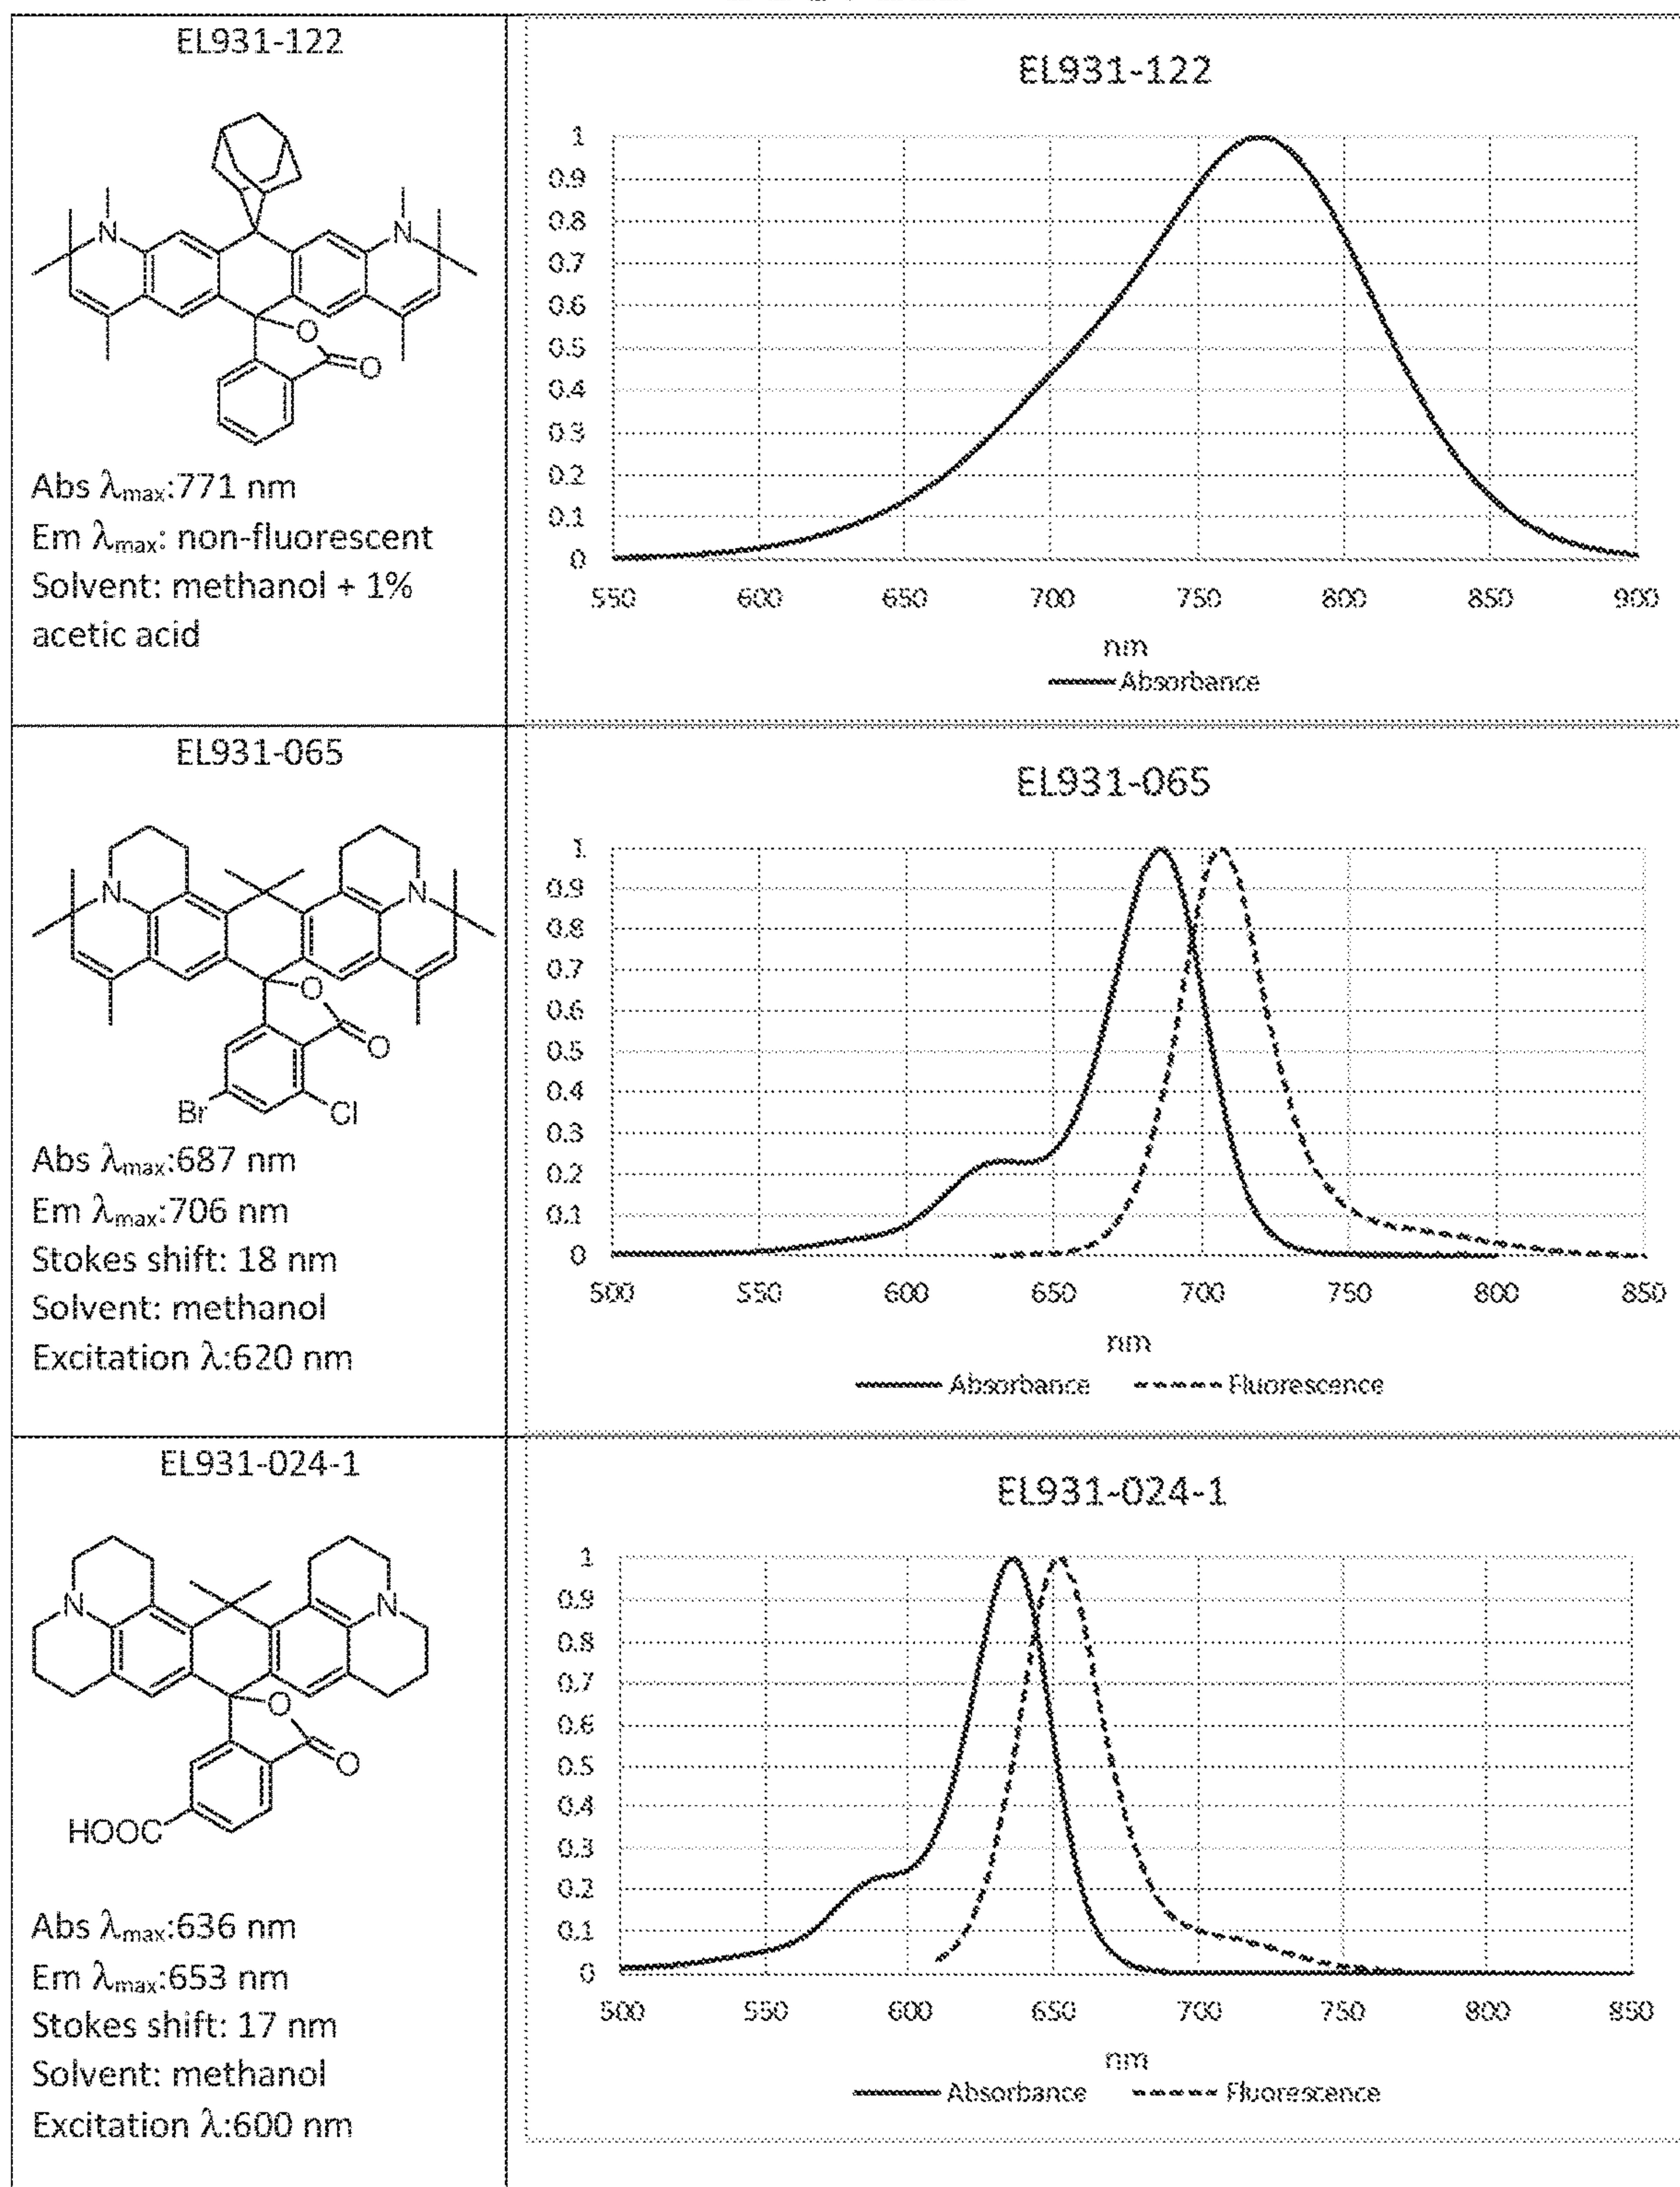 EL931-122
N
N
O
O
Abs λmax:771 nm
Em λmax: non-fluorescent
Solvent: methanol + 1%
acetic acid
EL931-122
1
0.9
0.8
0.7
0.6
0.5
0.4
0.3
0.2
0.1
0
550 600 650 700 750 800 850 900
nm
Absorbance
EL931-065
N
N
O
O
Br
Cl
Abs λmax:687 nm
Em λmax:706 nm
Stokes shift: 18 nm
Solvent: methanol
Excitation λ:620 nm
EL931-065
1
0.9
0.8
0.7
0.6
0.5
0.4
0.3
0.2
0.1
0
500 550 600 650 700 750 800 850
nm
Absorbance Fluorescence
EL931-024-1
N
N
O
O
HOOC
Abs λmax:636 nm
Em λmax:653 nm
Stokes shift: 17 nm
Solvent: methanol
Excitation λ:600 nm
EL931-024-1
1
0.9
0.8
0.7
0.6
0.5
0.4
0.3
0.2
0.1
0
500 550 600 650 700 750 800 850
nm
Absorbance Fluorescence